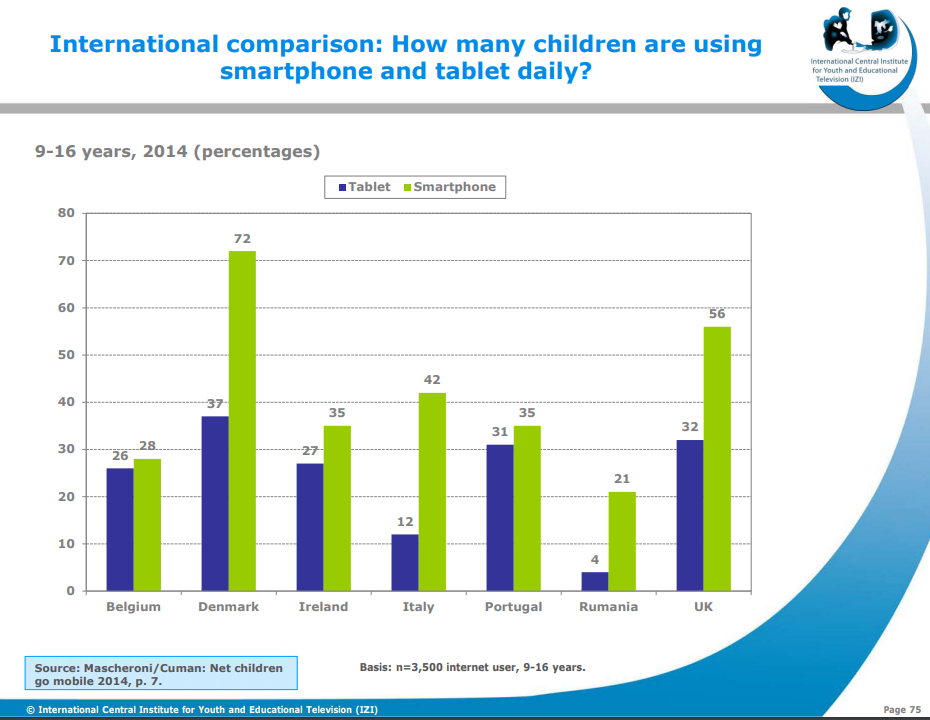 International comparison: How many children are using
smartphone and tablet daily?
International Central Institute
for Youth and Educational
Television (IZI)
9-16 years, 2014 (percentages)
Tablet Smartphone
80
70
60
50
40
30
20
10
0
26 28
37 72
27 35
12 42
31 35
4 21
32 56
Belgium Denmark Ireland Italy Portugal Rumania UK
Source: Mascheroni/Cuman: Net children
go mobile 2014, p. 7.
Basis: n=3,500 internet user, 9-16 years.
© International Central Institute for Youth and Educational Television (IZI)
Page 75